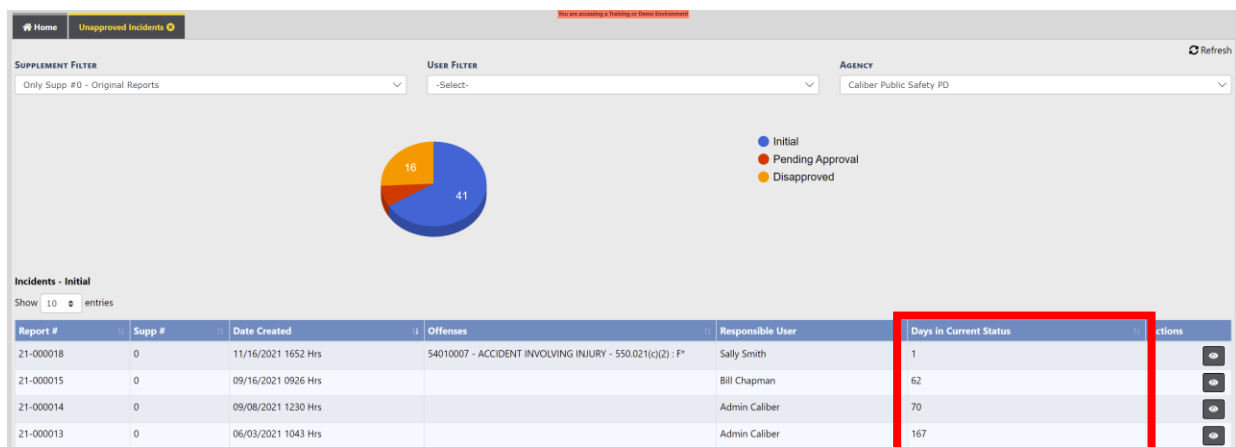 You are accessing a Training or Demo Environment
Home
Unapproved Incidents
Refresh
SUPPLEMENT FILTER
USER FILTER
AGENCY
Only Supp #0 - Original Reports
-Select-
Caliber Public Safety PD
Initial
Pending Approval
Disapproved
16
41
Incidents - Initial
Show 10 entries
Report # Supp # Date Created Offenses Responsible User Days in Current Status ctions
21-000018 0 11/16/2021 1652 Hrs 54010007 - ACCIDENT INVOLVING INJURY - 550.021(c)(2) : F* Sally Smith 1
21-000015 0 09/16/2021 0926 Hrs Bill Chapman 62
21-000014 0 09/08/2021 1230 Hrs Admin Caliber 70
21-000013 0 06/03/2021 1043 Hrs Admin Caliber 167